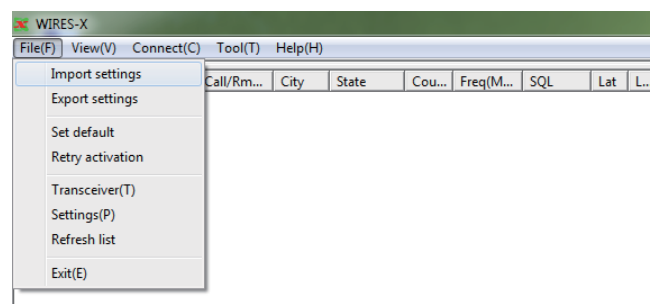 WIRES-X
File(F) View(V) Connect(C) Tool(T) Help(H)
Call/Rm... City State Cou... Freq(M... SQL Lat L...
Import settings
Export settings
Set default
Retry activation
Transceiver(T)
Settings(P)
Refresh list
Exit(E)